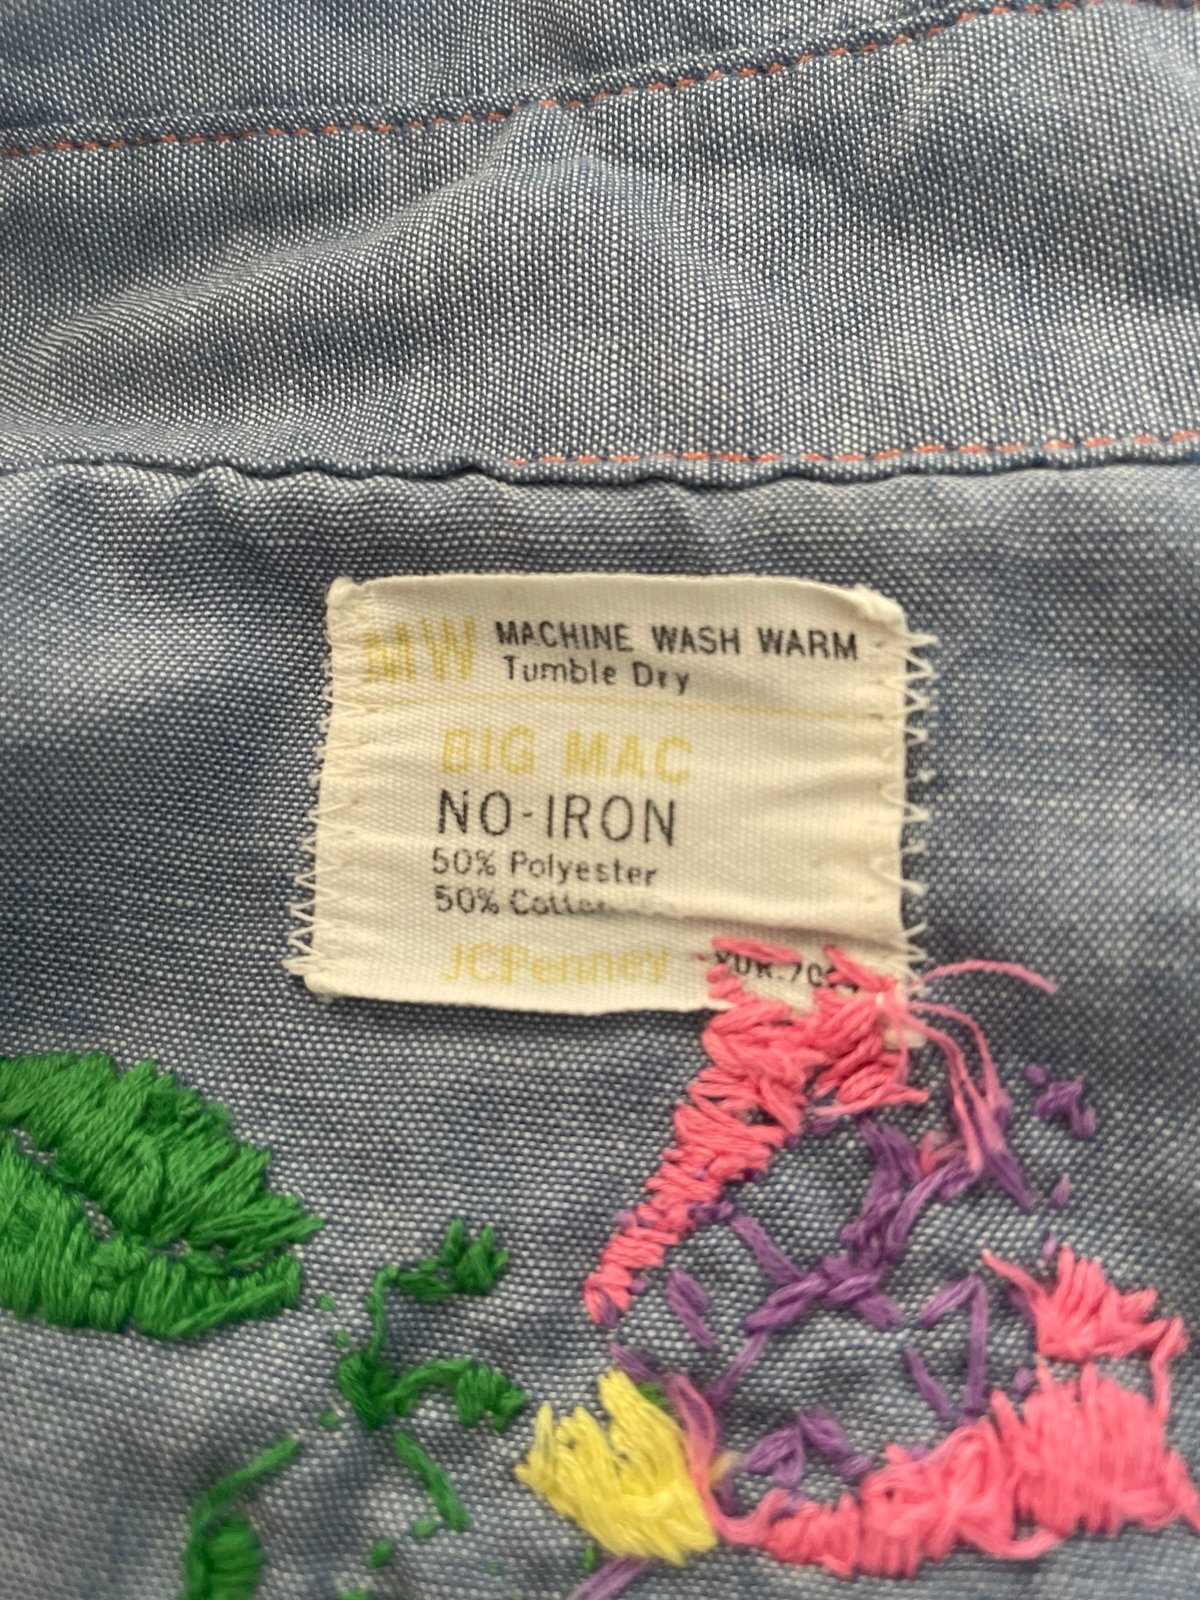 MW MACHINE WASH WARM
Tumble Dry
BIG MAC
NO-IRON
50% Polyester
50%
JCPenney